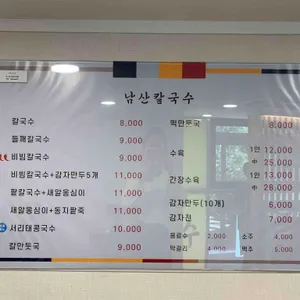 남산칼국수
칼국수 8,000
들깨칼국수 9,000
비빔칼국수 9,000
비빔칼국수+감자만두5개 11,000
팥칼국수+새알옹심이 11,000
새알옹심이+동지팥죽 11,000
서리태콩국수 10,000
칼만둣국 9,000
떡만둣국 8,000
수육 1인 12,000
中 25,000
간장수육 1인 13,000
中 26,000
감자만두(10개) 6,000
감자전 7,000
음료수 2,000 소주 4,000
막걸리 4,000 맥주 5,000